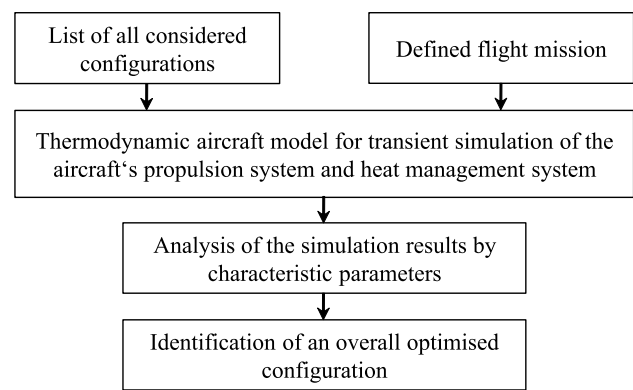 List of all considered
configurations
Defined flight mission
Thermodynamic aircraft model for transient simulation of the
aircraft‘s propulsion system and heat management system
Analysis of the simulation results by
characteristic parameters
Identification of an overall optimised
configuration